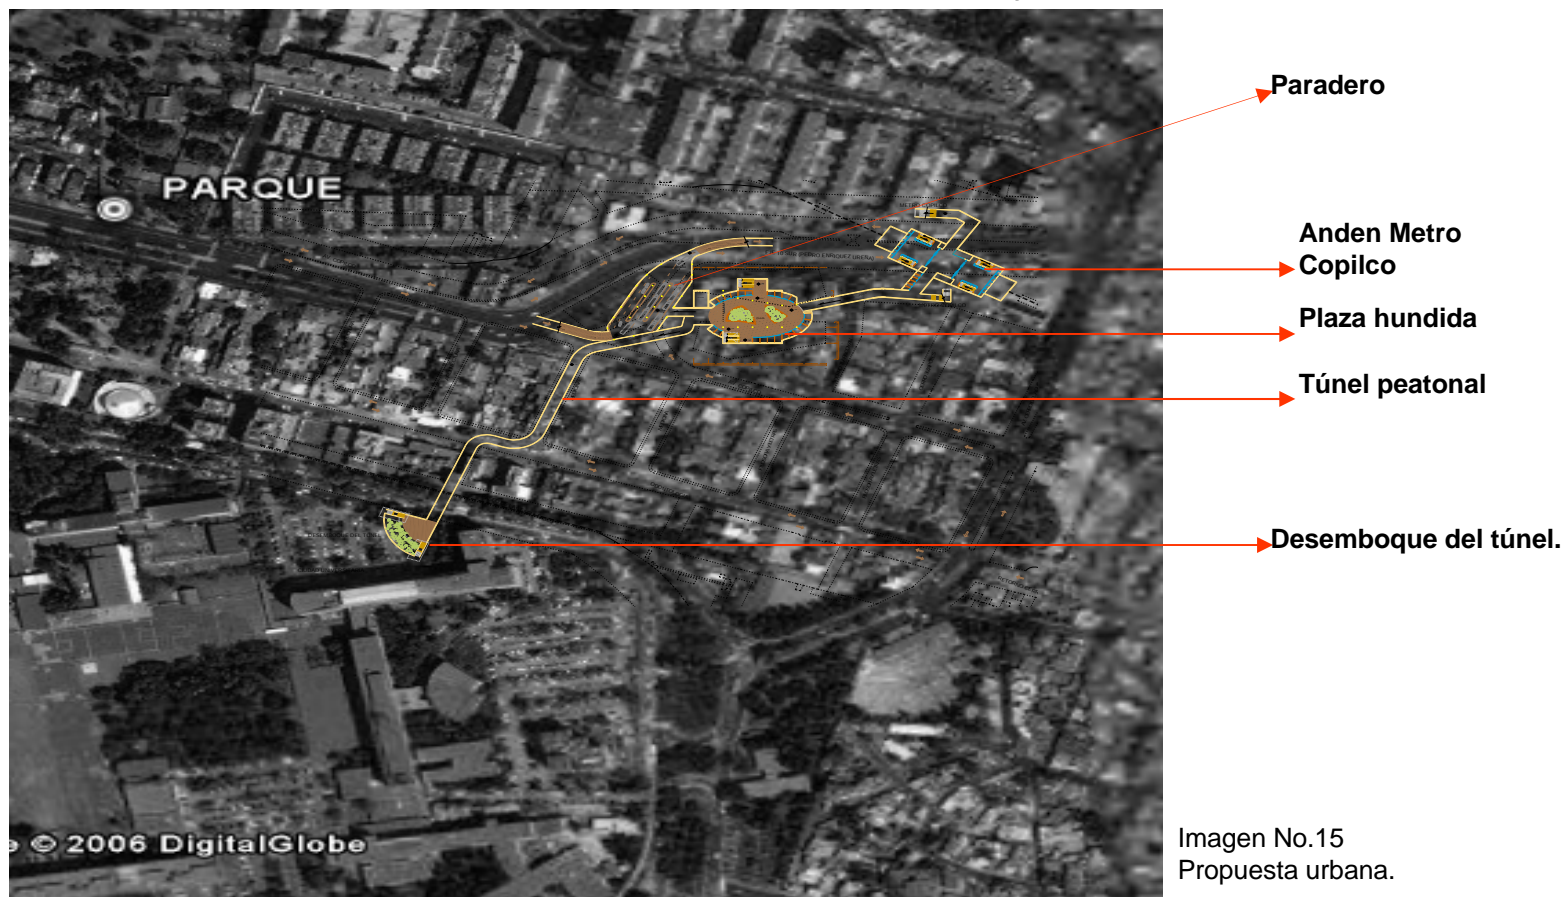 Paradero
PARQUE
Anden Metro
Copilco
Plaza hundida
Túnel peatonal
Desemboque del túnel.
© 2006 DigitalGlobe
Imagen No.15
Propuesta urbana.